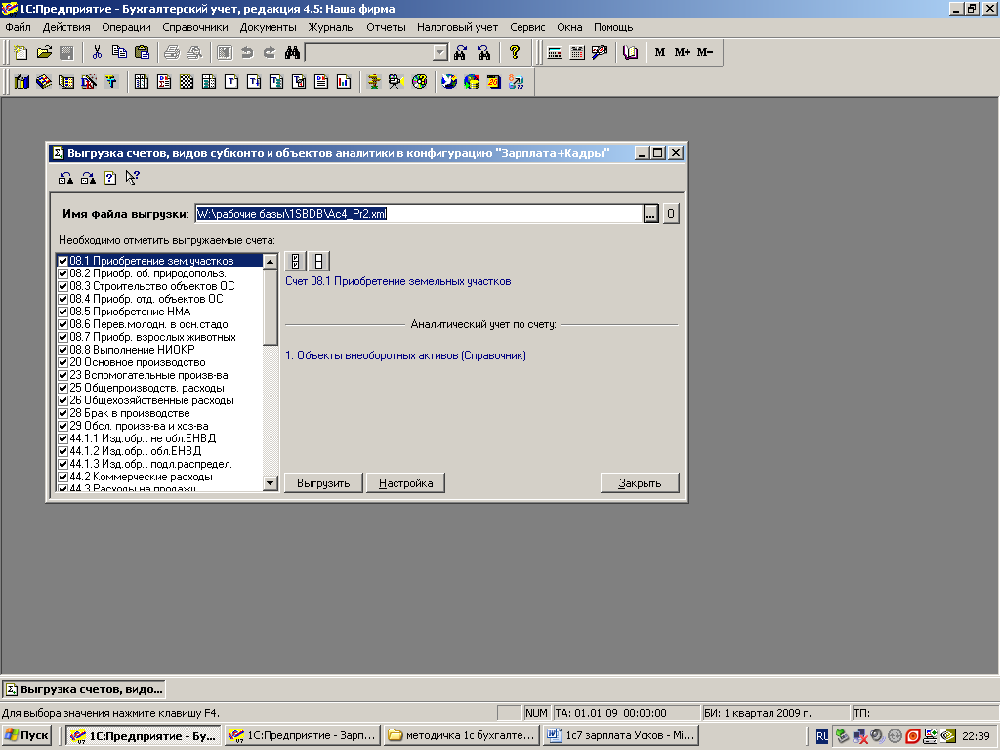 1С:Предприятие - Бухгалтерский учет, редакция 4.5: Наша фирма
Файл Действия Операции Справочники Документы Журналы Отчеты Налоговый учет Сервис Окна Помощь
M M+ M-
Выгрузка счетов, видов субконто и объектов аналитики в конфигурацию "Зарплата+Кадры"
Имя файла выгрузки: W:\рабочие базы\1SBDB\Ac4_Pr2.xml ... 0
Необходимо отметить выгружаемые счета:
08.1 Приобретение зем.участков
08.2 Приобр. об. природопольз.
08.3 Строительство объектов ОС
08.4 Приобр. отд. объектов ОС
08.5 Приобретение НМА
08.6 Перев.молодн. в осн.стадо
08.7 Приобр. взрослых животных
08.8 Выполнение НИОКР
20 Основное производство
23 Вспомогательные произв-ва
25 Общепроизводств. расходы
26 Общехозяйственные расходы
28 Брак в производстве
29 Обсл. произв-ва и хоз-ва
44.1.1 Изд.обр., не обл.ЕНВД
44.1.2 Изд.обр., обл.ЕНВД
44.1.3 Изд.обр., подл.распредел.
44.2 Коммерческие расходы
44.3 Расходы на продажу
Счет 08.1 Приобретение земельных участков
Аналитический учет по счету:
1. Объекты внеоборотных активов (Справочник)
Выгрузить Настройка Закрыть
Выгрузка счетов, видо...
Для выбора значения нажмите клавишу F4. NUM ТА: 01.01.09 00:00:00 БИ: 1 квартал 2009 г. ТП:
Пуск 1С:Предприятие - Бу... 1С:Предприятие - Зарп... методичка 1с бухгалте... 1с7 зарплата Усков - Mi... RL 22:39